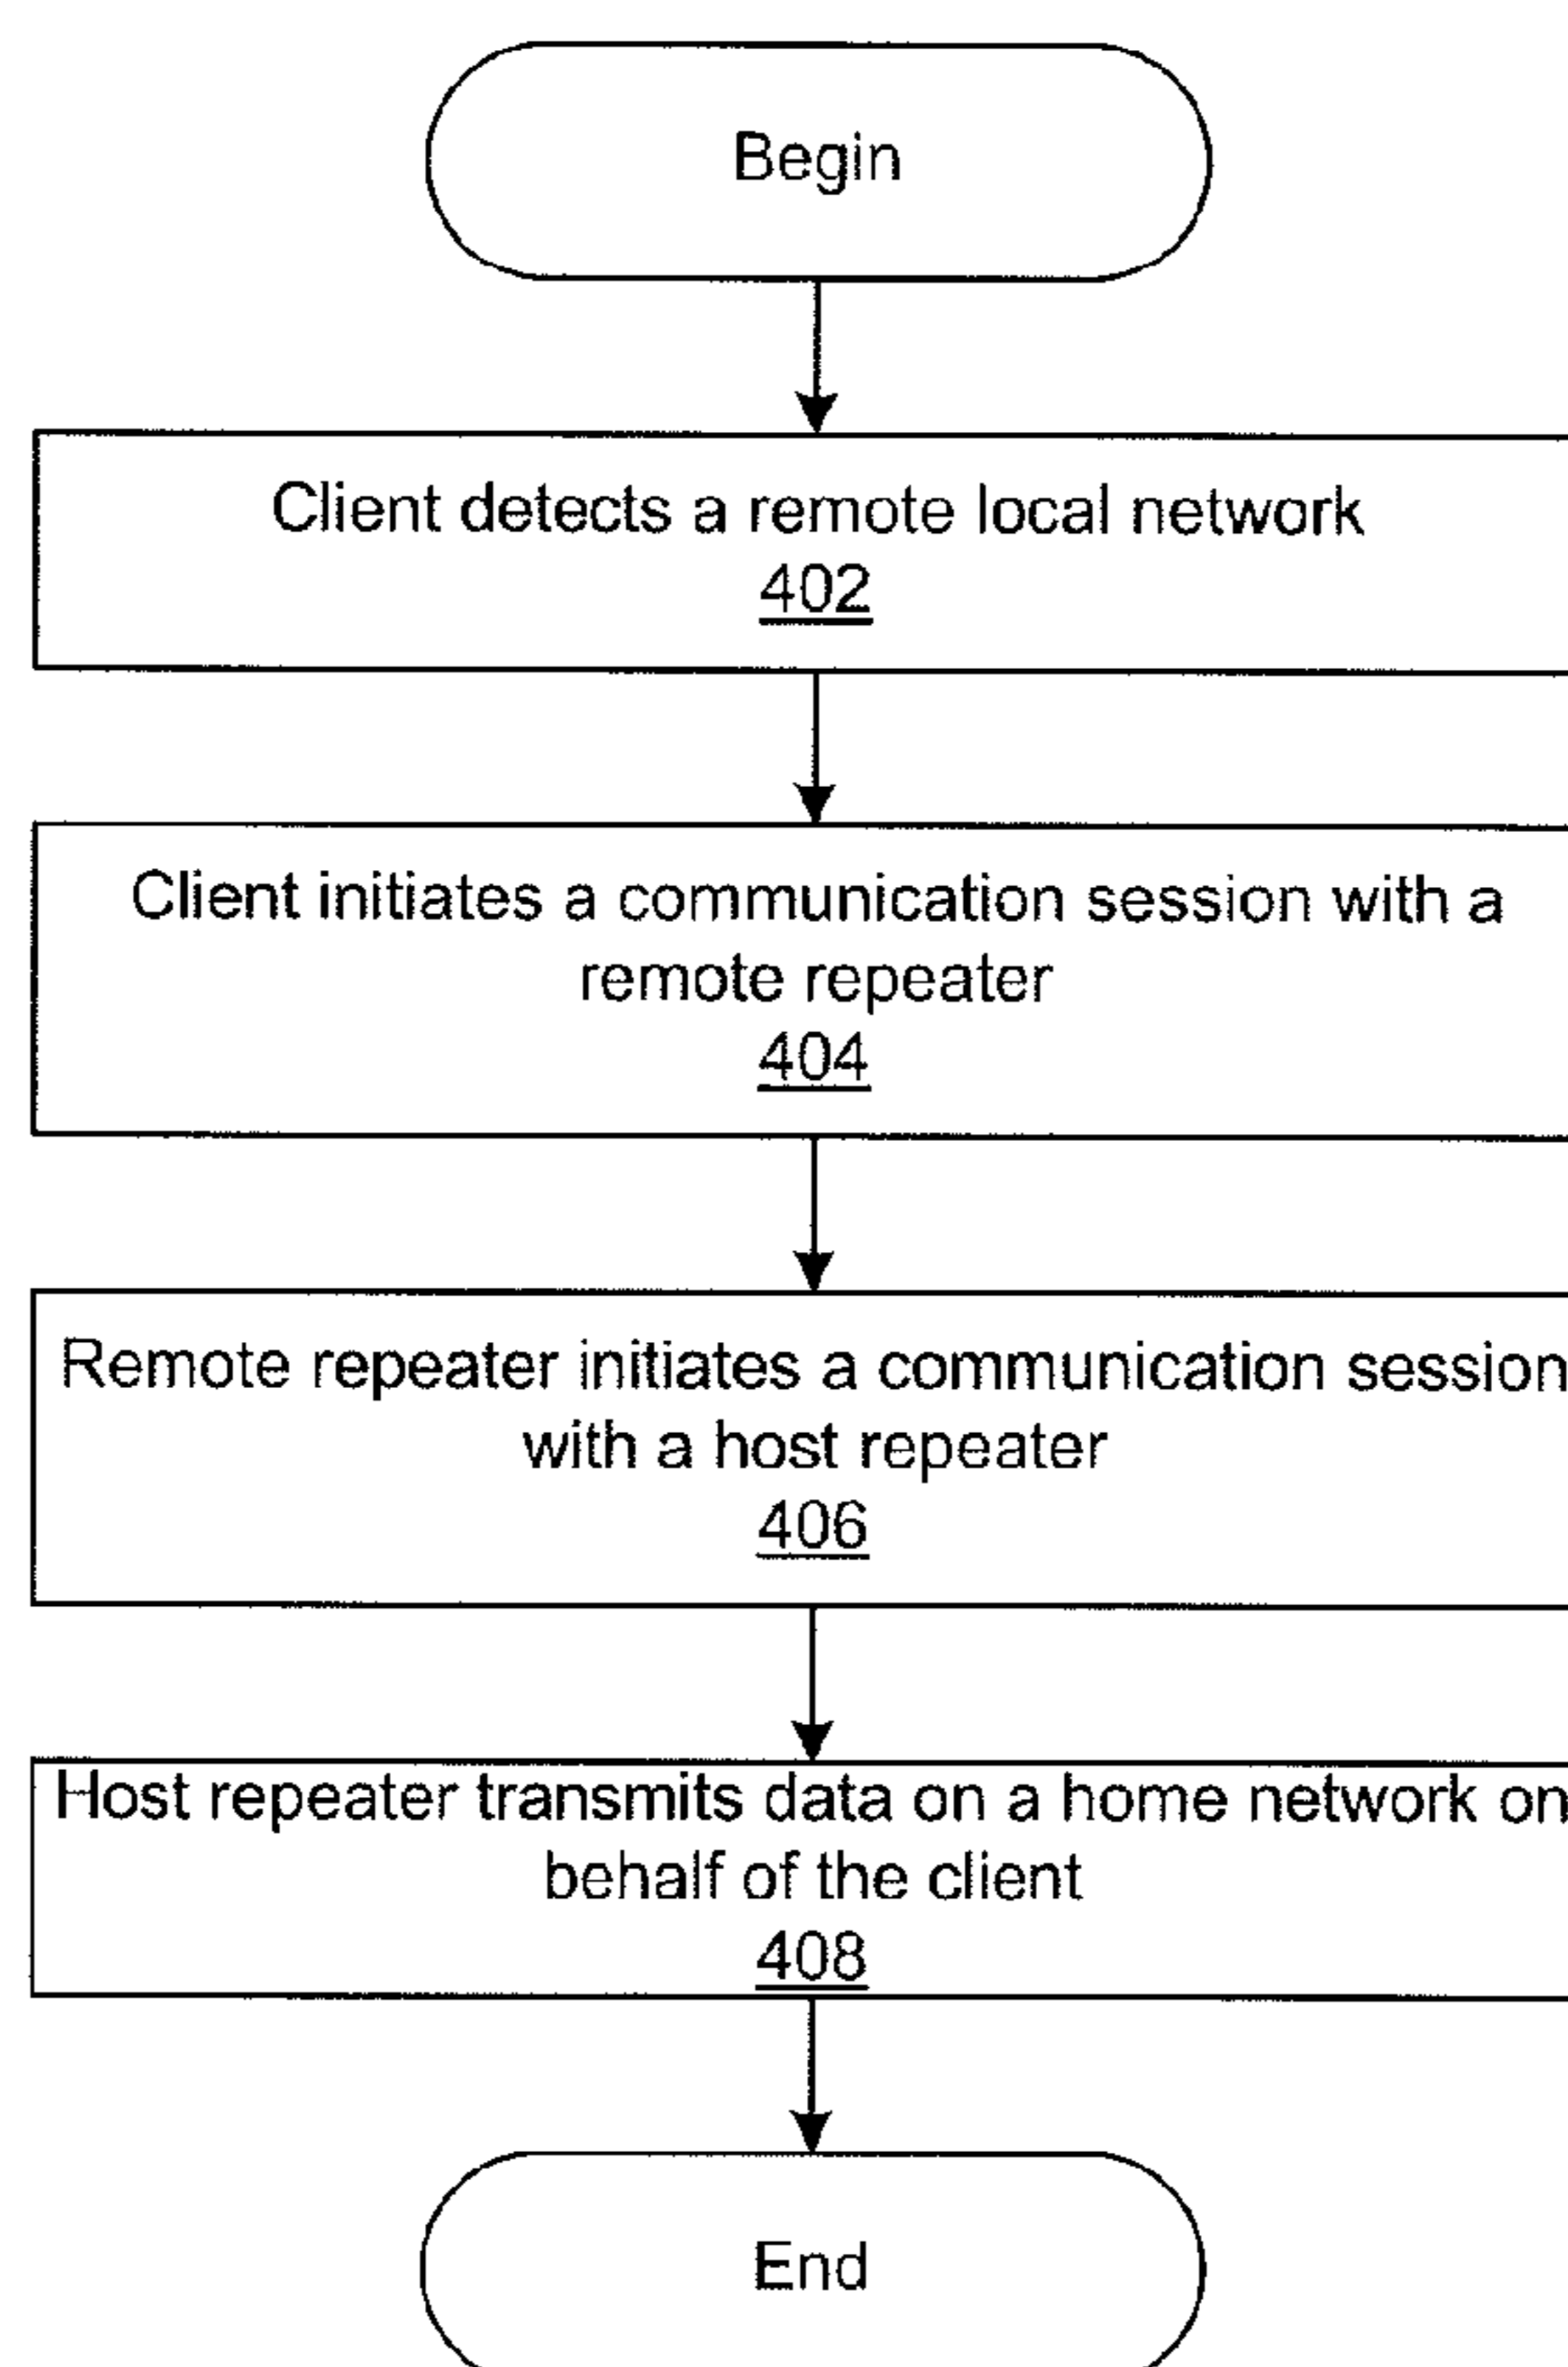 Begin
Client detects a remote local network
402
Client initiates a communication session with a
remote repeater
404
Remote repeater initiates a communication session
with a host repeater
406
Host repeater transmits data on a home network on
behalf of the client
408
End